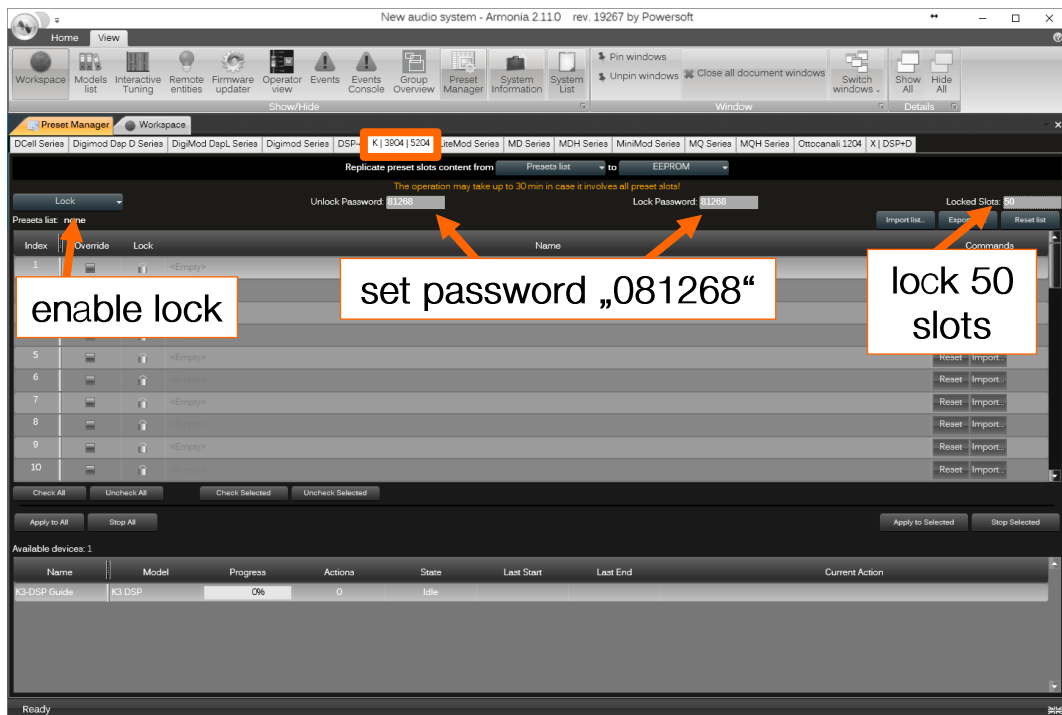 New audio system - Armonia 2.11.0 rev. 19267 by Powersoft
Home View
Workspace Models list Interactive Tuning Remote entities Firmware updater Operator view Events Events Console Group Overview Preset Manager System Information System List
Pin windows
Unpin windows Close all document windows Switch windows Show All Hide All
Show/Hide Window Details
Preset Manager Workspace
DCell Series Digimod Dsp D Series DigiMod DspL Series Digimod Series DSP+ K | 3904 | 5204 LiteMod Series MD Series MDH Series MiniMod Series MQ Series MQH Series Ottocanali 1204 X | DSP+D
Replicate preset slots content from Presets list to EEPROM
The operation may take up to 30 min in case it involves all preset slots!
Lock Unlock Password: 81268 Lock Password: 81268 Locked Slots: 50
Presets list: none Import list... Reset list
Index Override Lock Name Commands
1 <Empty>
enable lock
set password „081268“
lock 50
slots
5 <Empty> Reset Import...
6 <Empty> Reset Import...
7 <Empty> Reset Import...
8 <Empty> Reset Import...
9 <Empty> Reset Import...
10 <Empty> Reset Import...
Check All Uncheck All Check Selected Uncheck Selected
Apply to All Stop All Apply to Selected Stop Selected
Available devices: 1
Name Model Progress Actions State Last Start Last End Current Action
K3-DSP Guide K3 DSP 0% 0 Idle
Ready